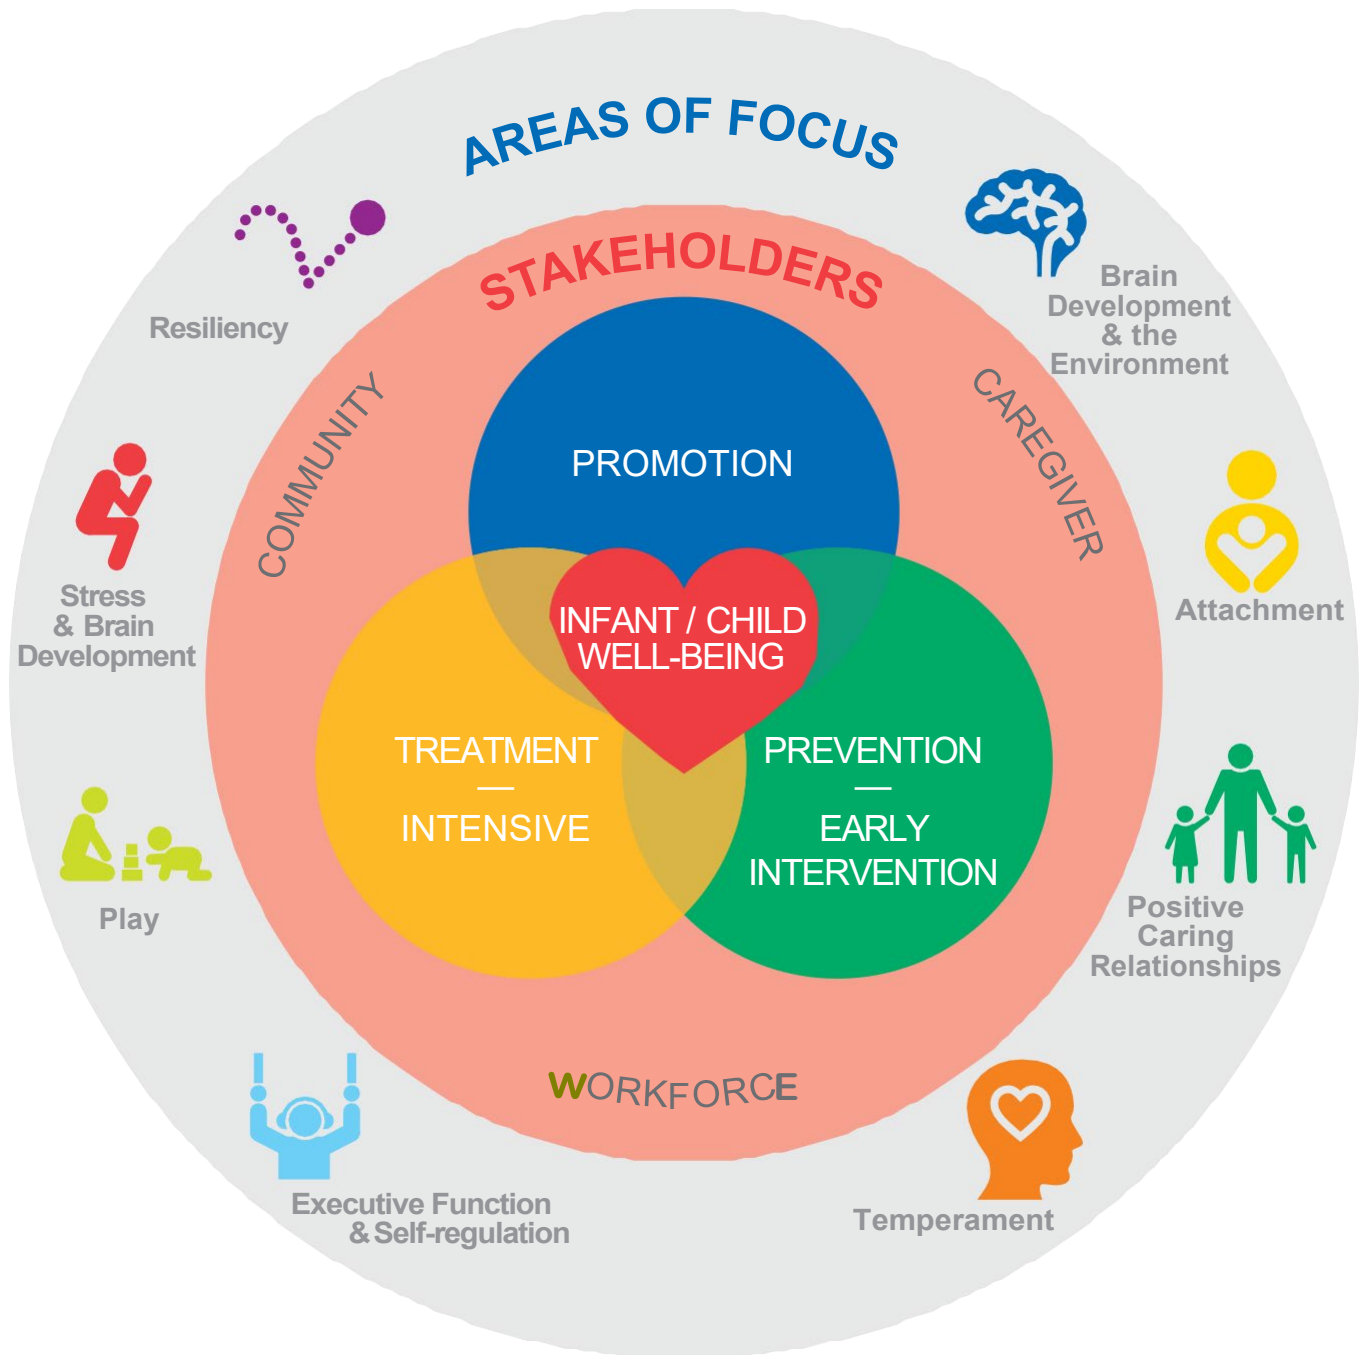 AREAS OF FOCUS
STAKEHOLDERS
Resiliency
Brain
Development
& the
Environment
COMMUNITY
CAREGIVER
PROMOTION
Stress
& Brain
Development
Attachment
INFANT / CHILD
WELL-BEING
TREATMENT
—
INTENSIVE
PREVENTION
—
EARLY
INTERVENTION
Play
Positive
Caring
Relationships
WORKFORCE
Executive Function
& Self-regulation
Temperament